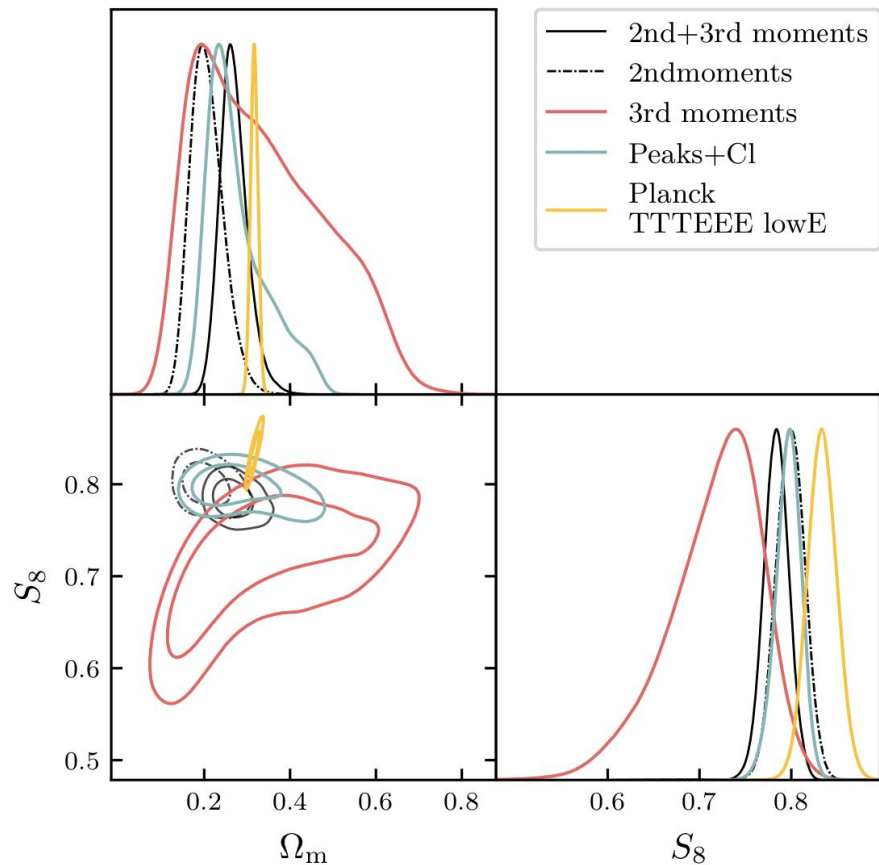 2nd+3rd moments
2ndmoments
3rd moments
Peaks+Cl
Planck
TTTEEE lowE
0.8
0.7
0.6
0.5
S₈
0.2 0.4 0.6 0.8
Ωₘ
0.6 0.7 0.8
S₈